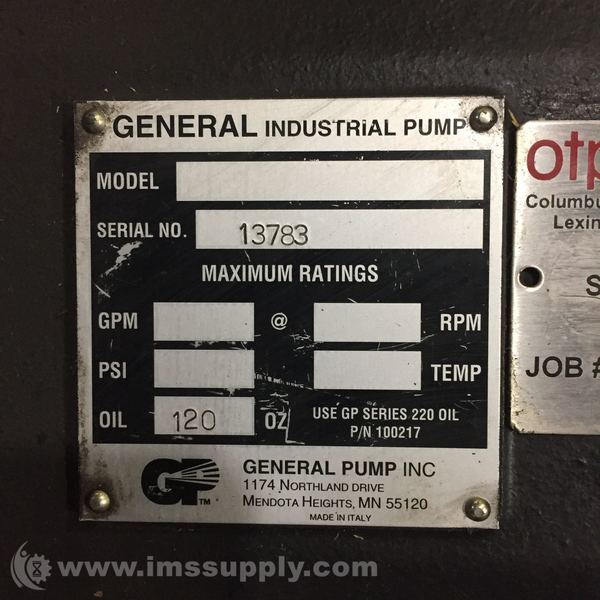 GENERAL INDUSTRIAL PUMP
MODEL
SERIAL NO. 13783
MAXIMUM RATINGS
GPM @ RPM
PSI TEMP
OIL 120 OZ
USE GP SERIES 220 OIL
P/N 100217
GP™
GENERAL PUMP INC
1174 NORTHLAND DRIVE
MENDOTA HEIGHTS, MN 55120
MADE IN ITALY
otp
Columbu
Lexin
S
JOB #
www.imssupply.com